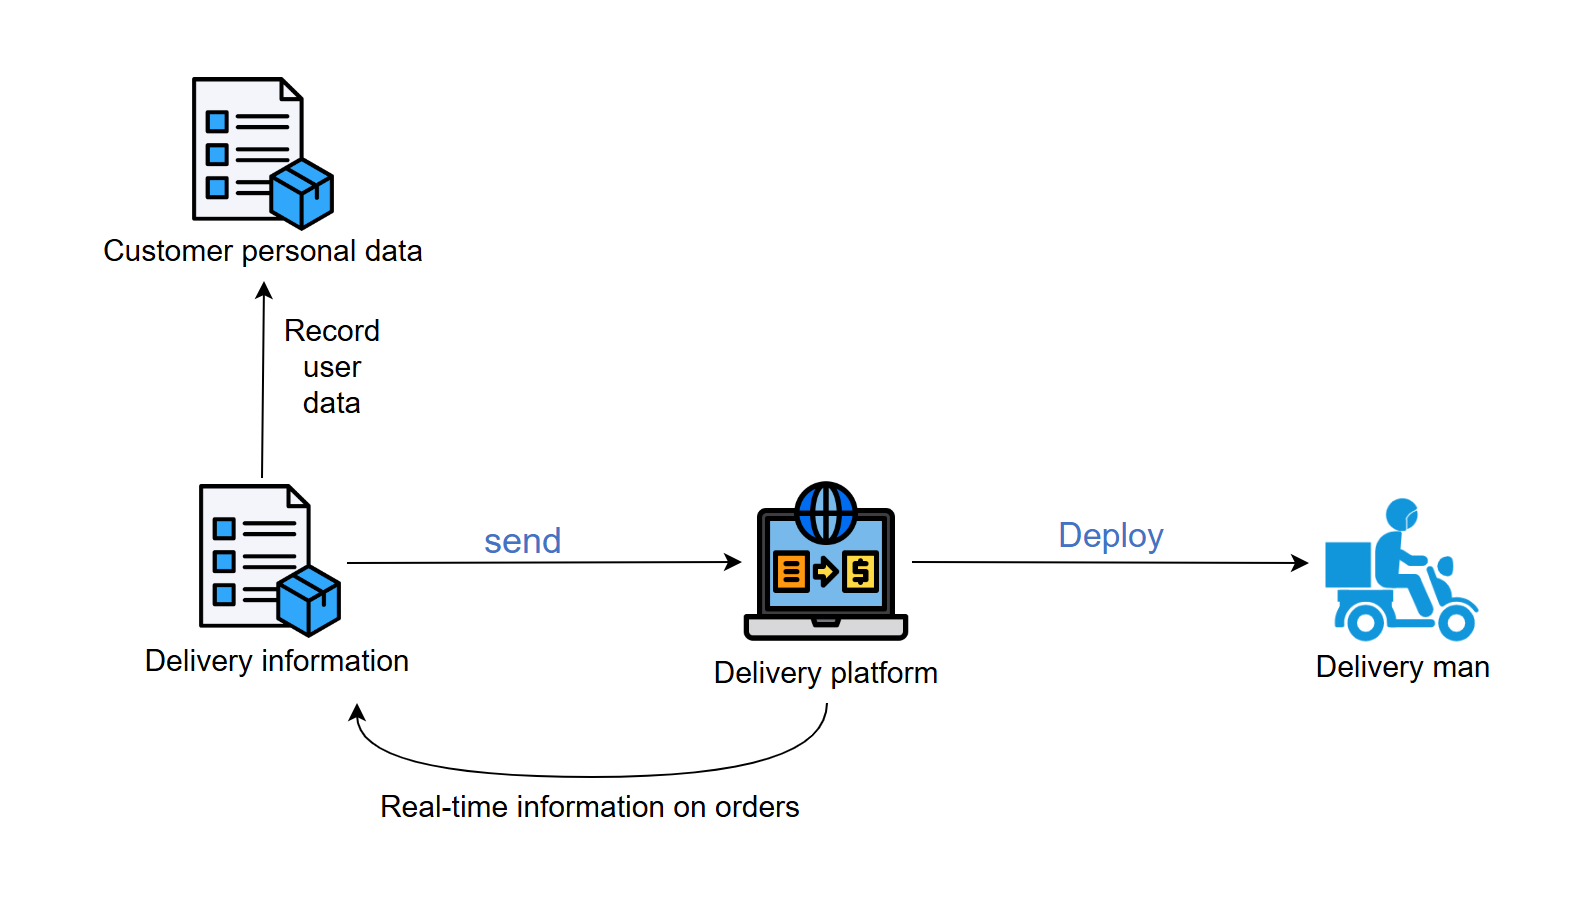 Customer personal data
Record
user
data
send
Deploy
Delivery information
Delivery platform
Delivery man
Real-time information on orders